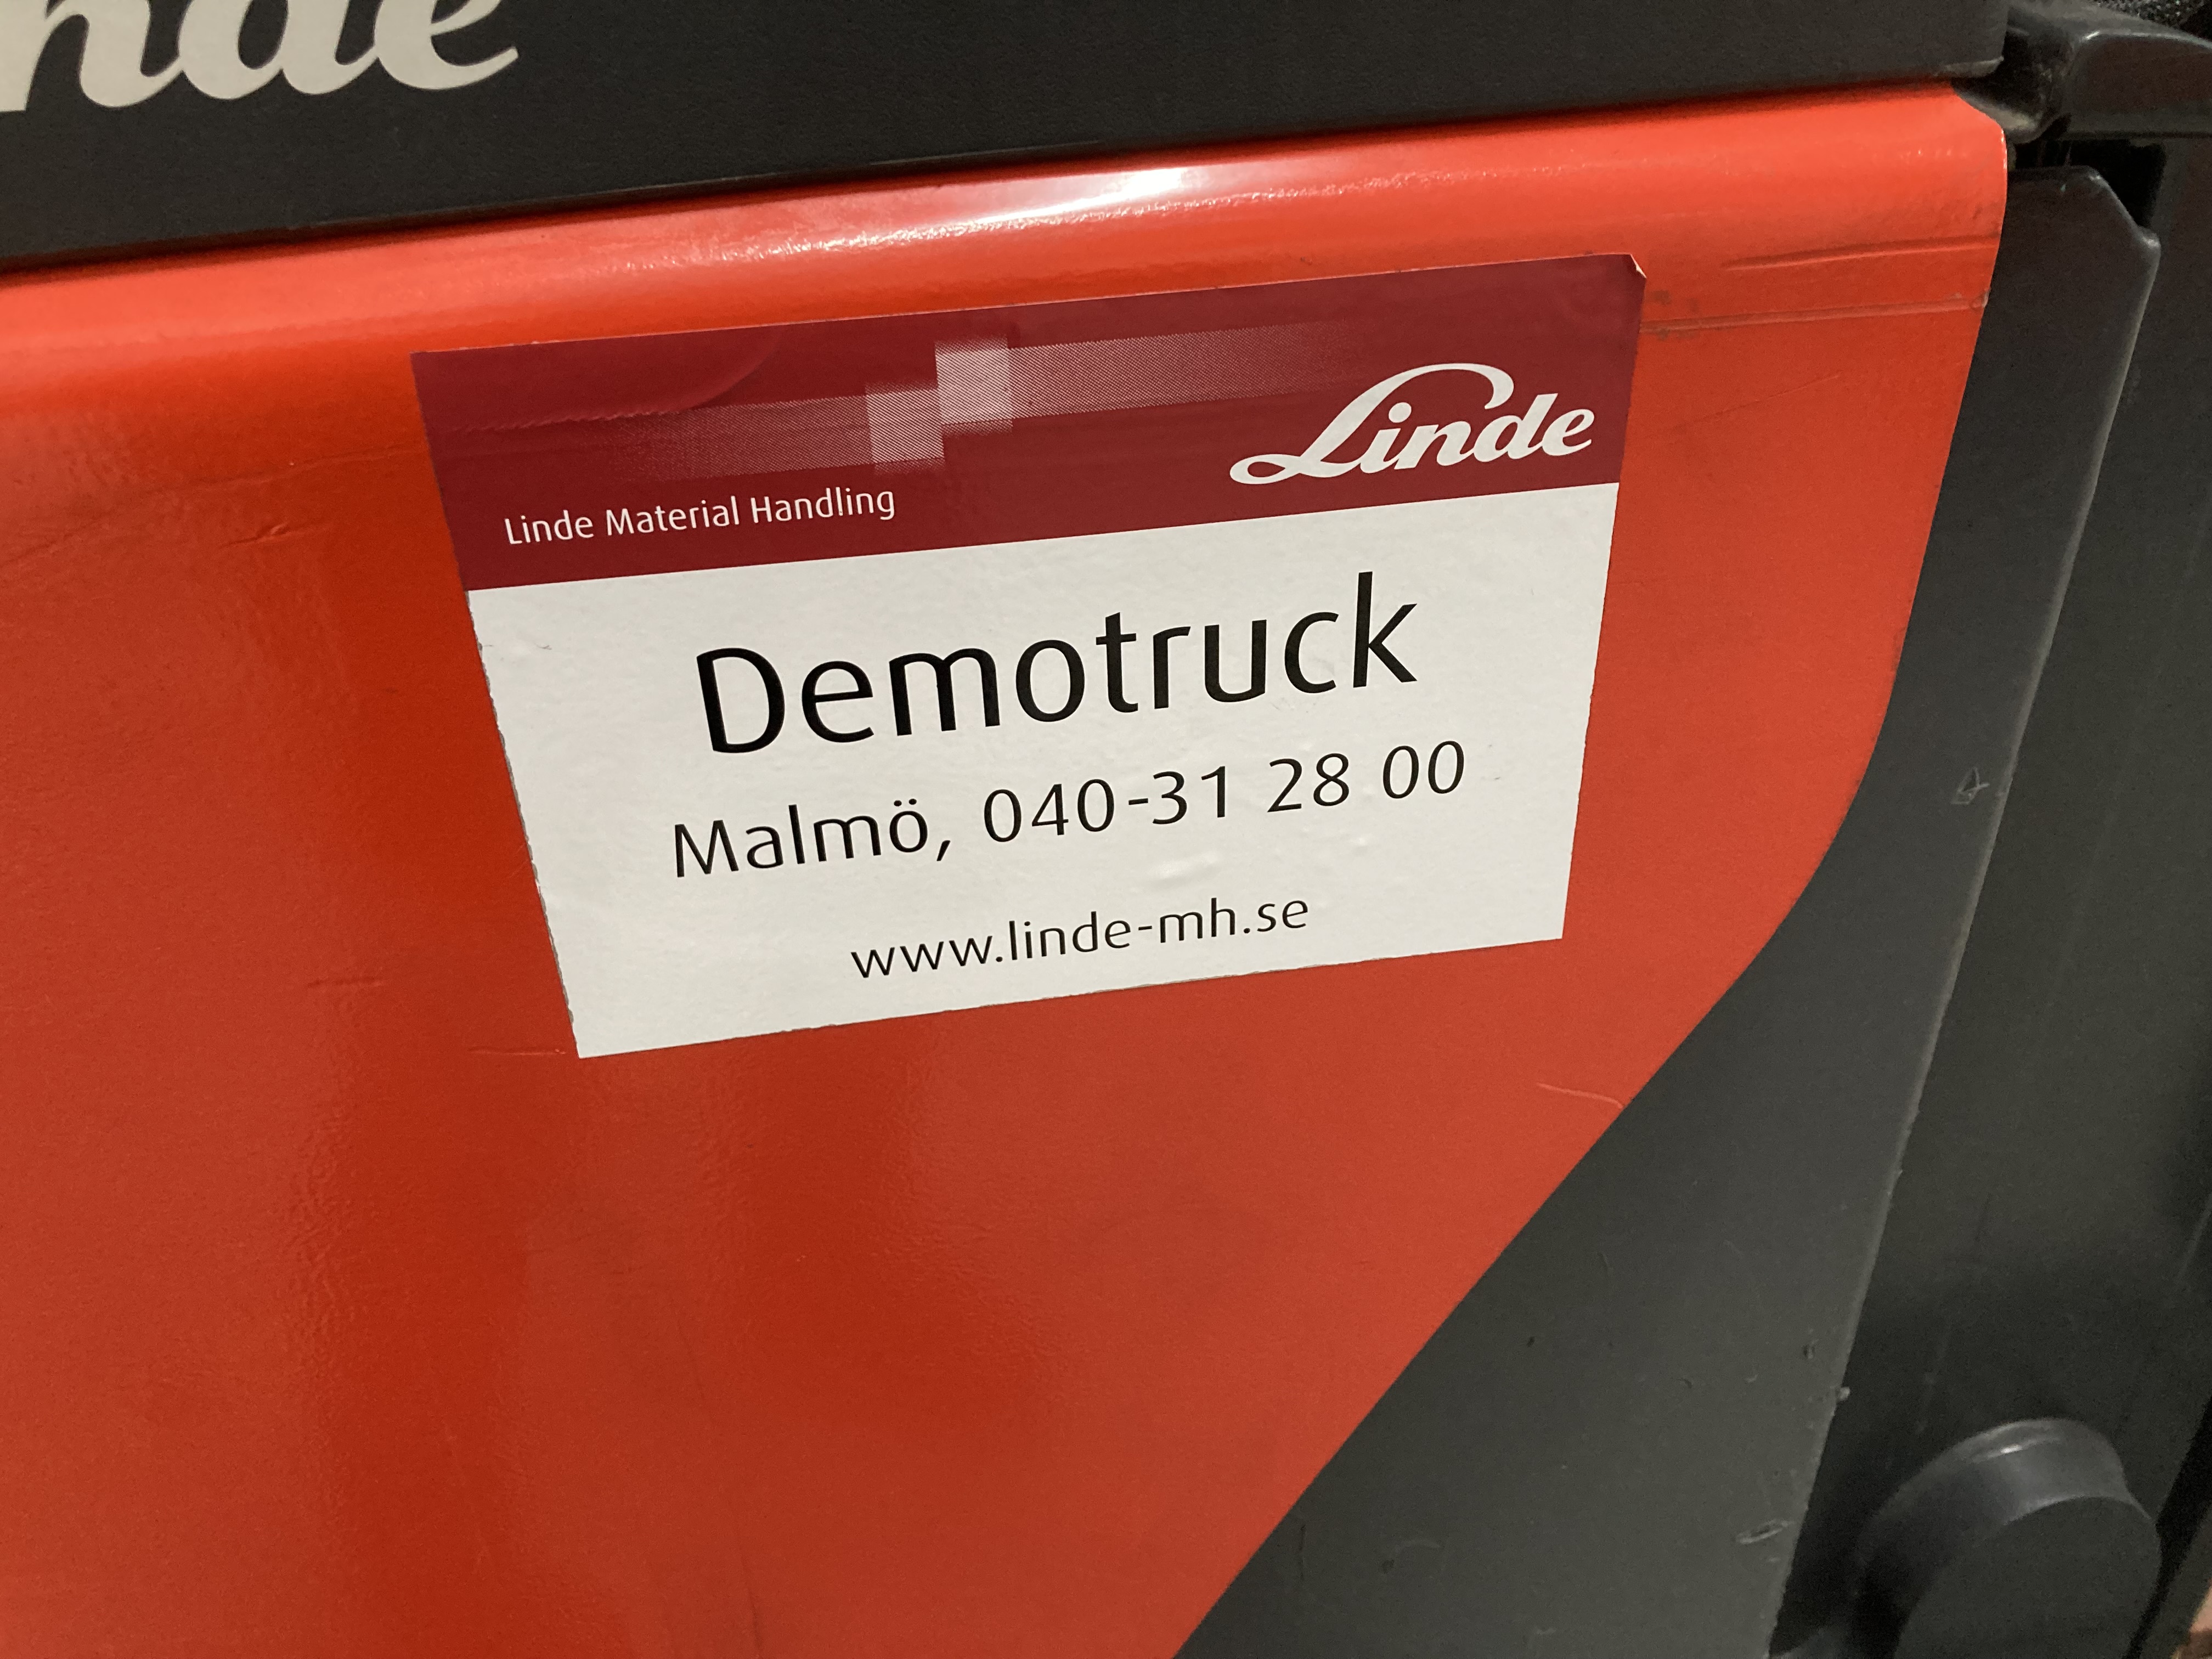 Linde
Linde Material Handling
Demotruck
Malmö, 040-31 28 00
www.linde-mh.se